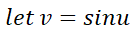 let v = sinu